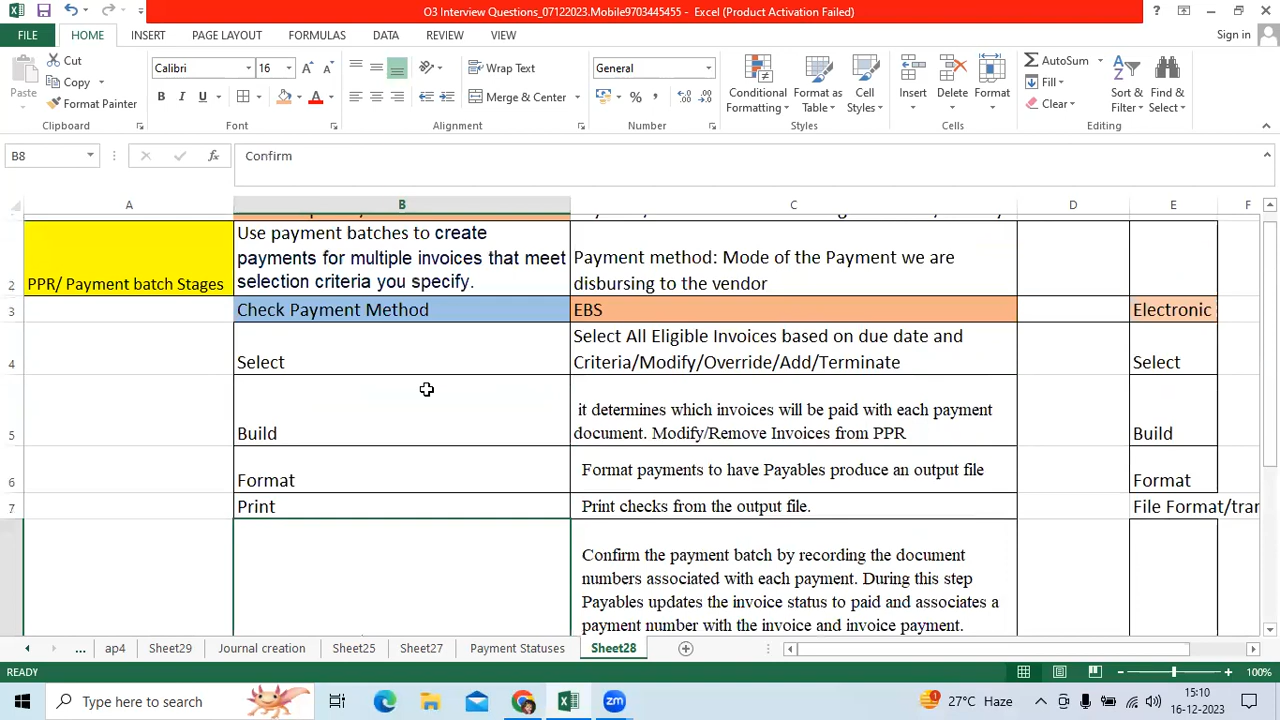 O3 Interview Questions_07122023.Mobile9703445455 - Excel (Product Activation Failed)
FILE HOME INSERT PAGE LAYOUT FORMULAS DATA REVIEW VIEW Sign in
Paste
Cut
Copy
Format Painter
Clipboard
Calibri 16
B I U
Font
Wrap Text
Merge & Center
Alignment
General
Number
Conditional Formatting
Format as Table
Cell Styles
Styles
Insert Delete Format
Cells
AutoSum
Fill
Clear
Sort & Filter
Find & Select
Editing
B8 fx Confirm
A B C D E F
2 PPR/ Payment batch Stages
Use payment batches to create
payments for multiple invoices that meet
selection criteria you specify.
Payment method: Mode of the Payment we are
disbursing to the vendor
3 Check Payment Method EBS Electronic
4 Select
Select All Eligible Invoices based on due date and
Criteria/Modify/Override/Add/Terminate
Select
5 Build
it determines which invoices will be paid with each payment
document. Modify/Remove Invoices from PPR
Build
6 Format Format payments to have Payables produce an output file Format
7 Print Print checks from the output file. File Format/tran
Confirm the payment batch by recording the document
numbers associated with each payment. During this step
Payables updates the invoice status to paid and associates a
payment number with the invoice and invoice payment.
... ap4 Sheet29 Journal creation Sheet25 Sheet27 Payment Statuses Sheet28
READY 100%
Type here to search
zm
27°C Haze
15:10
16-12-2023